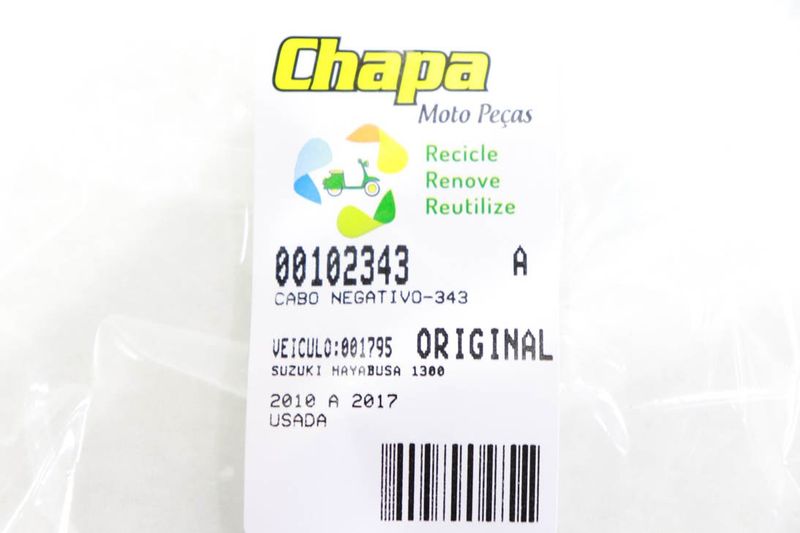 Chapa
Moto Peças
Recicle
Renove
Reutilize
00102343 A
CABO NEGATIVO-343
VEICULO:001795 ORIGINAL
SUZUKI HAYABUSA 1300
2010 A 2017
USADA